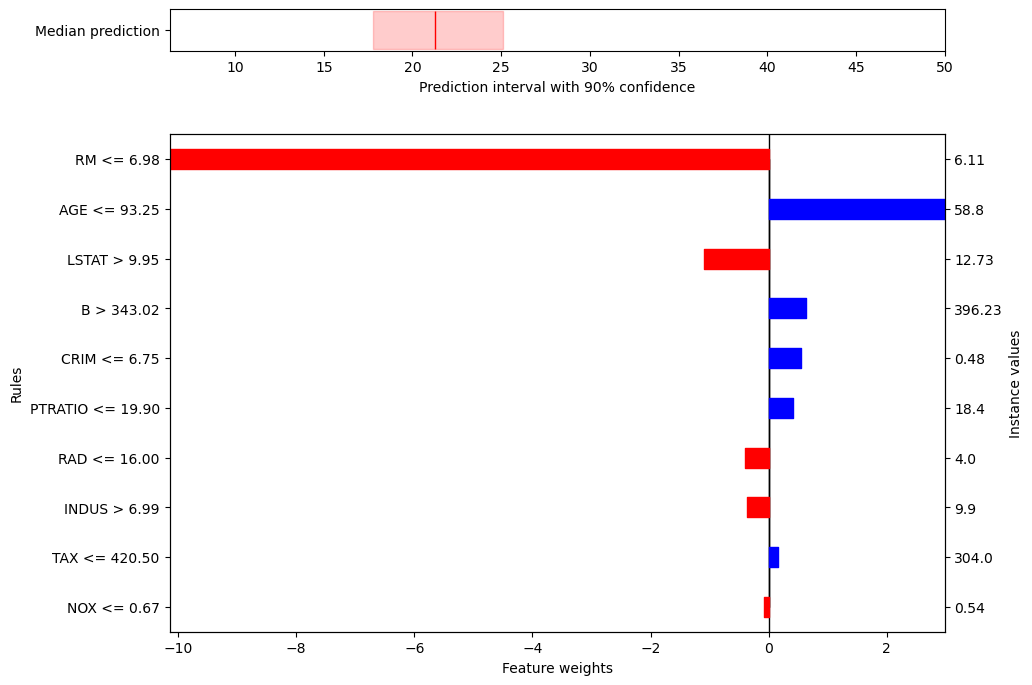 Median prediction
10 15 20 25 30 35 40 45 50
Prediction interval with 90% confidence
RM <= 6.98 6.11
AGE <= 93.25 58.8
LSTAT > 9.95 12.73
B > 343.02 396.23
CRIM <= 6.75 0.48
PTRATIO <= 19.90 18.4
RAD <= 16.00 4.0
INDUS > 6.99 9.9
TAX <= 420.50 304.0
NOX <= 0.67 0.54
Rules
Instance values
−10 −8 −6 −4 −2 0 2
Feature weights